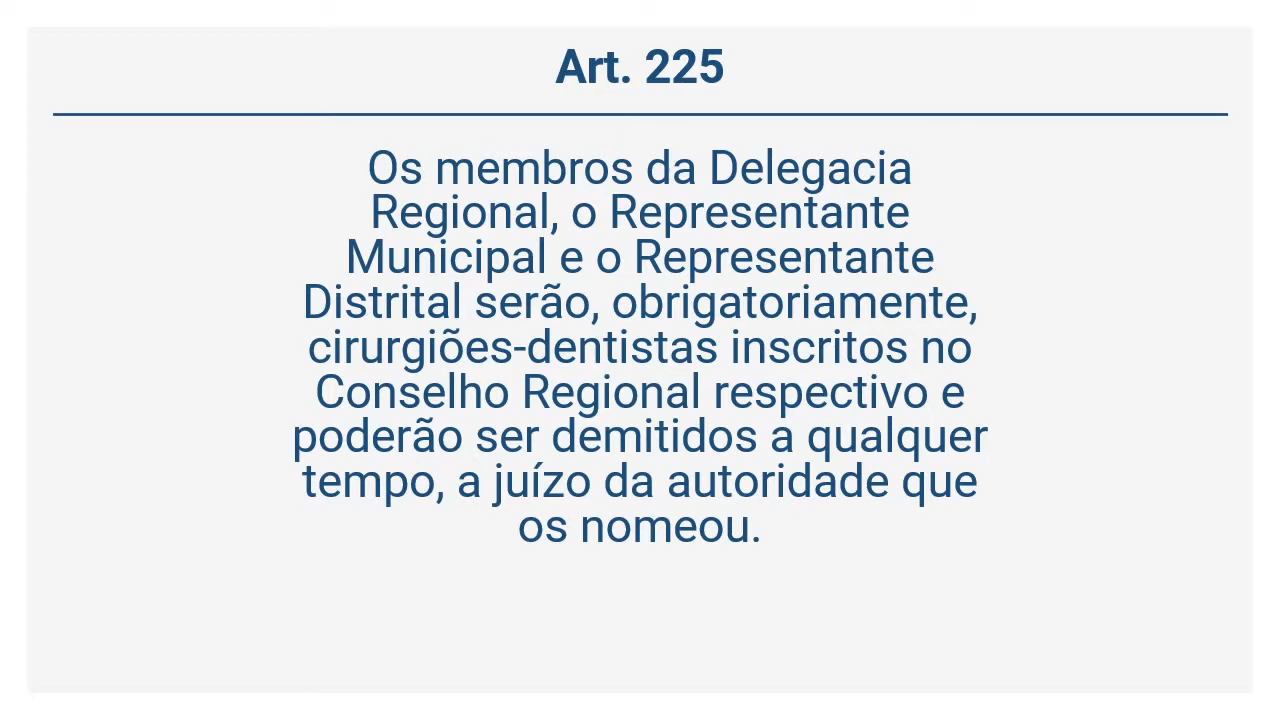 Art. 225
Os membros da Delegacia
Regional, o Representante
Municipal e o Representante
Distrital serão, obrigatoriamente,
cirurgiões-dentistas inscritos no
Conselho Regional respectivo e
poderão ser demitidos a qualquer
tempo, a juízo da autoridade que
os nomeou.